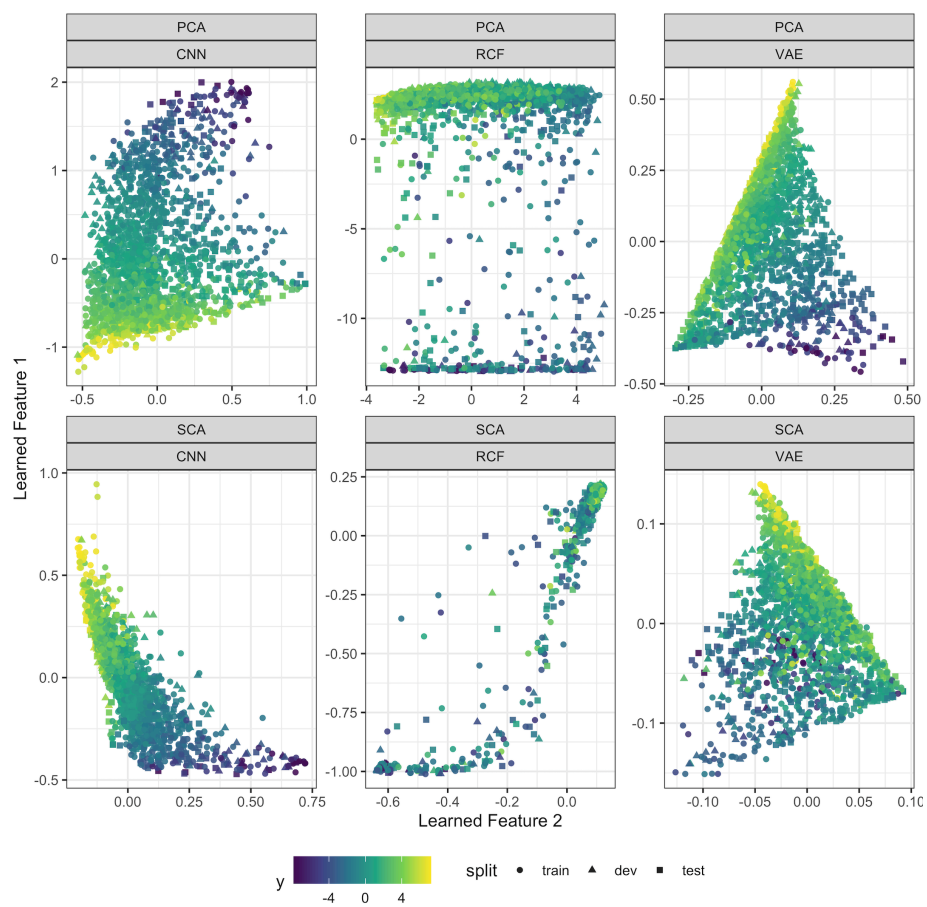 PCA
CNN
PCA
RCF
PCA
VAE
2
1
0
-1
-0.5
0.0
0.5
1.0
0
-5
-10
-4
-2
0
2
4
0.50
0.25
0.00
-0.25
-0.50
-0.25
0.00
0.25
0.50
Learned Feature 1
SCA
CNN
SCA
RCF
SCA
VAE
1.0
0.5
0.0
-0.5
0.00
0.25
0.50
0.75
0.25
0.00
-0.25
-0.50
-0.75
-1.00
-0.6
-0.4
-0.2
0.0
0.1
0.0
-0.1
-0.10
-0.05
0.00
0.05
0.10
Learned Feature 2
y
-4
0
4
split
train
dev
test